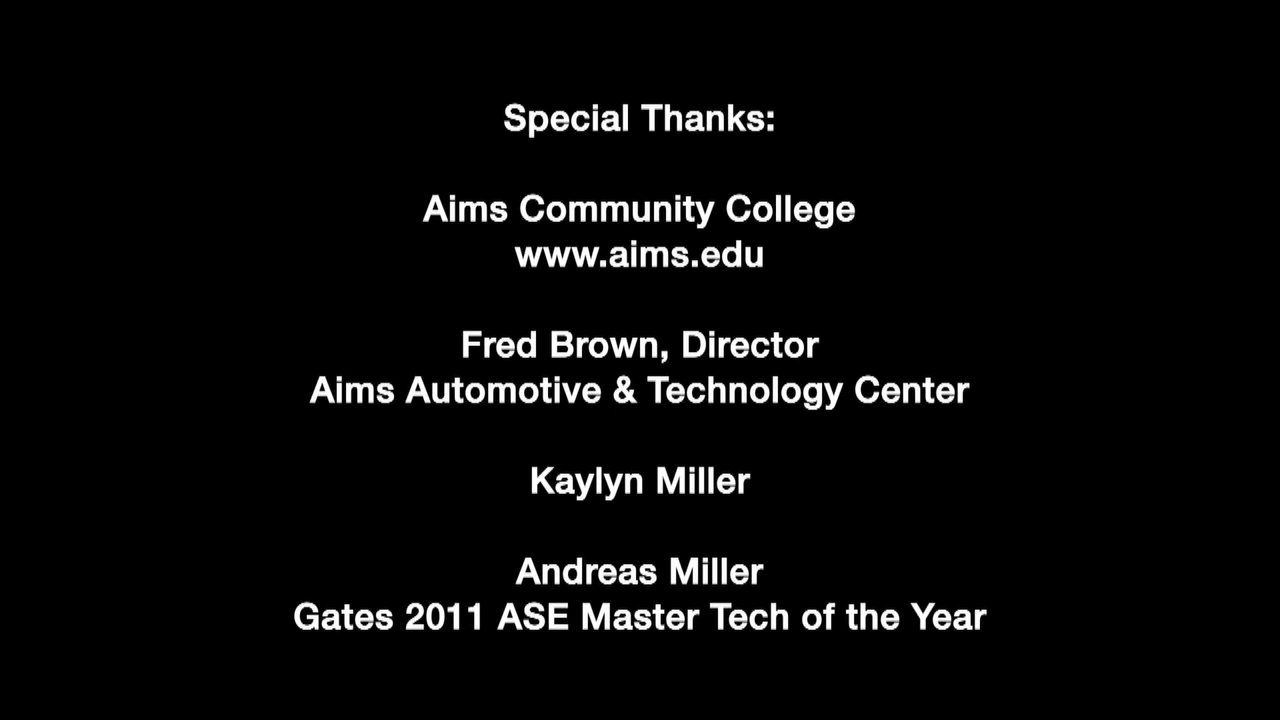 Special Thanks:
Aims Community College
www.aims.edu
Fred Brown, Director
Aims Automotive & Technology Center
Kaylyn Miller
Andreas Miller
Gates 2011 ASE Master Tech of the Year